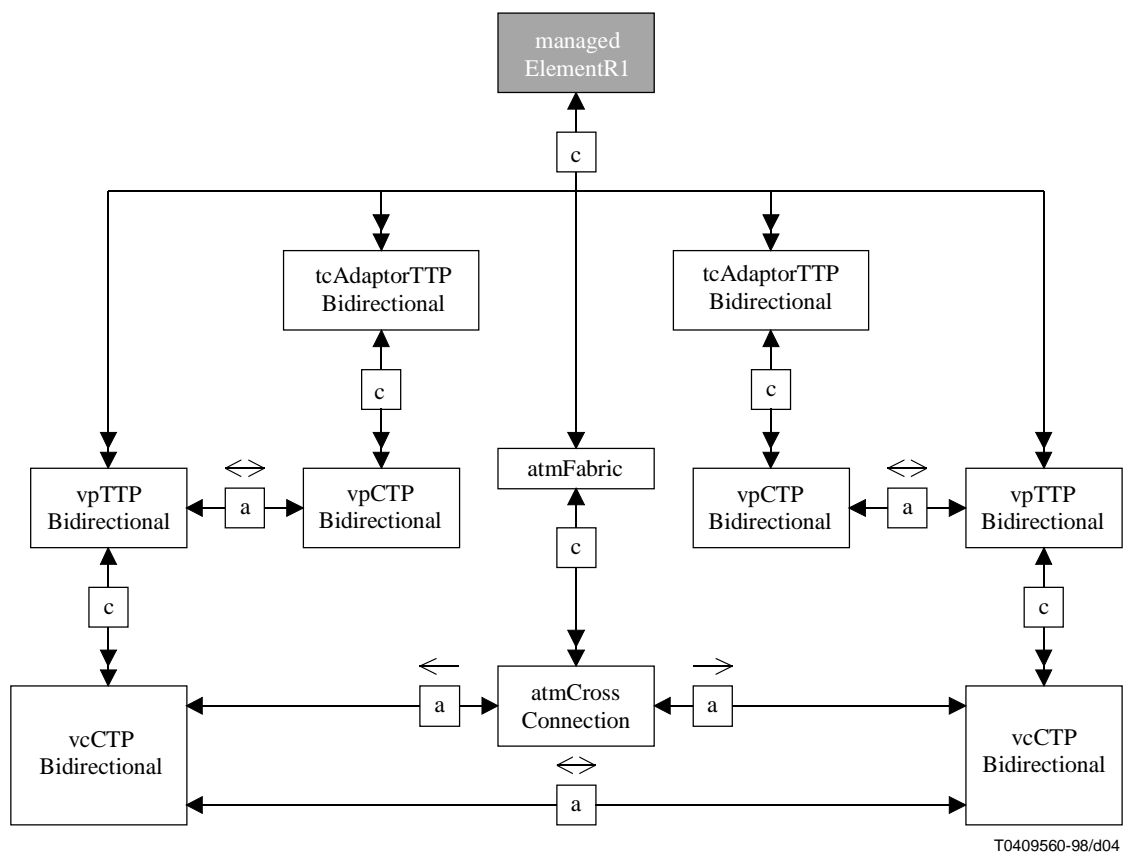 managed
ElementR1
c
tcAdaptorTTP
Bidirectional
tcAdaptorTTP
Bidirectional
c
c
atmFabric
vpTTP
Bidirectional
a
vpCTP
Bidirectional
vpCTP
Bidirectional
a
vpTTP
Bidirectional
c
c
c
vcCTP
Bidirectional
a
atmCross
Connection
a
vcCTP
Bidirectional
a
T0409560-98/d04